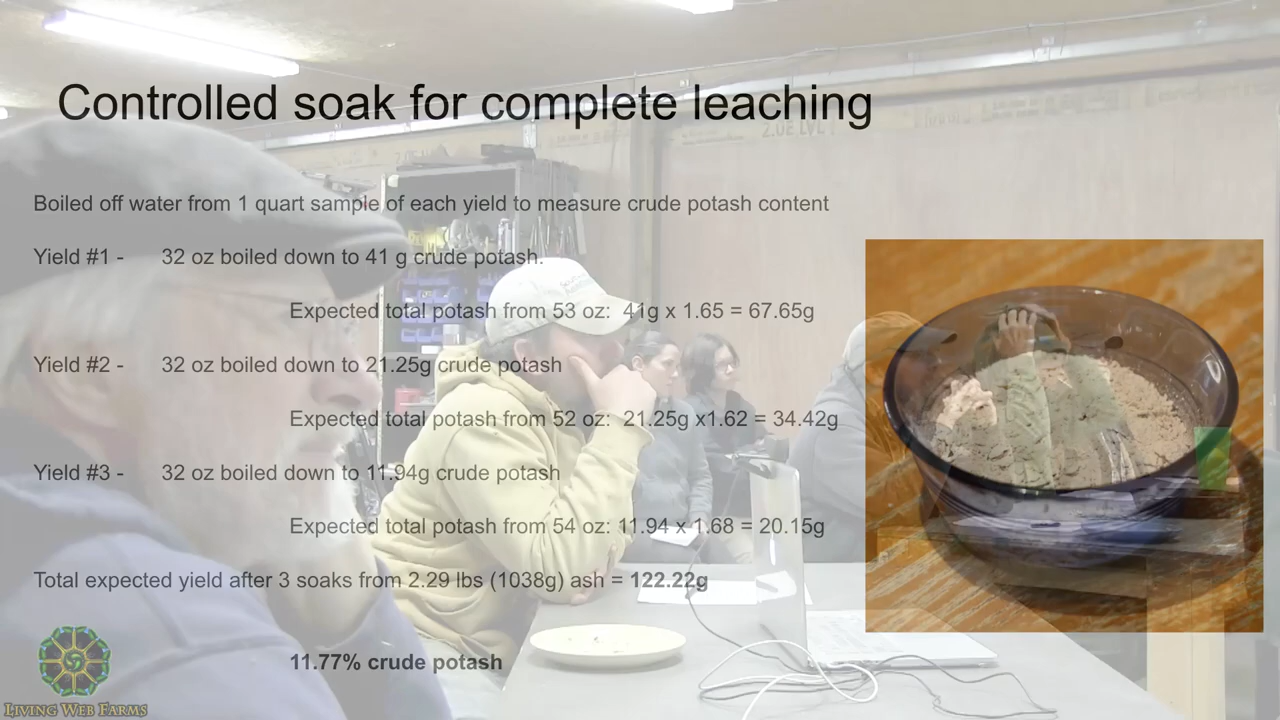 Controlled soak for complete leaching
Boiled off water from 1 quart sample of each yield to measure crude potash content
Yield #1 - 32 oz boiled down to 41 g crude potash.
Expected total potash from 53 oz: 41g x 1.65 = 67.65g
Yield #2 - 32 oz boiled down to 21.25g crude potash
Expected total potash from 52 oz: 21.25g x1.62 = 34.42g
Yield #3 - 32 oz boiled down to 11.94g crude potash
Expected total potash from 54 oz: 11.94 x 1.68 = 20.15g
Total expected yield after 3 soaks from 2.29 lbs (1038g) ash = 122.22g
11.77% crude potash
LIVING WEB FARMS
2.0E LVL